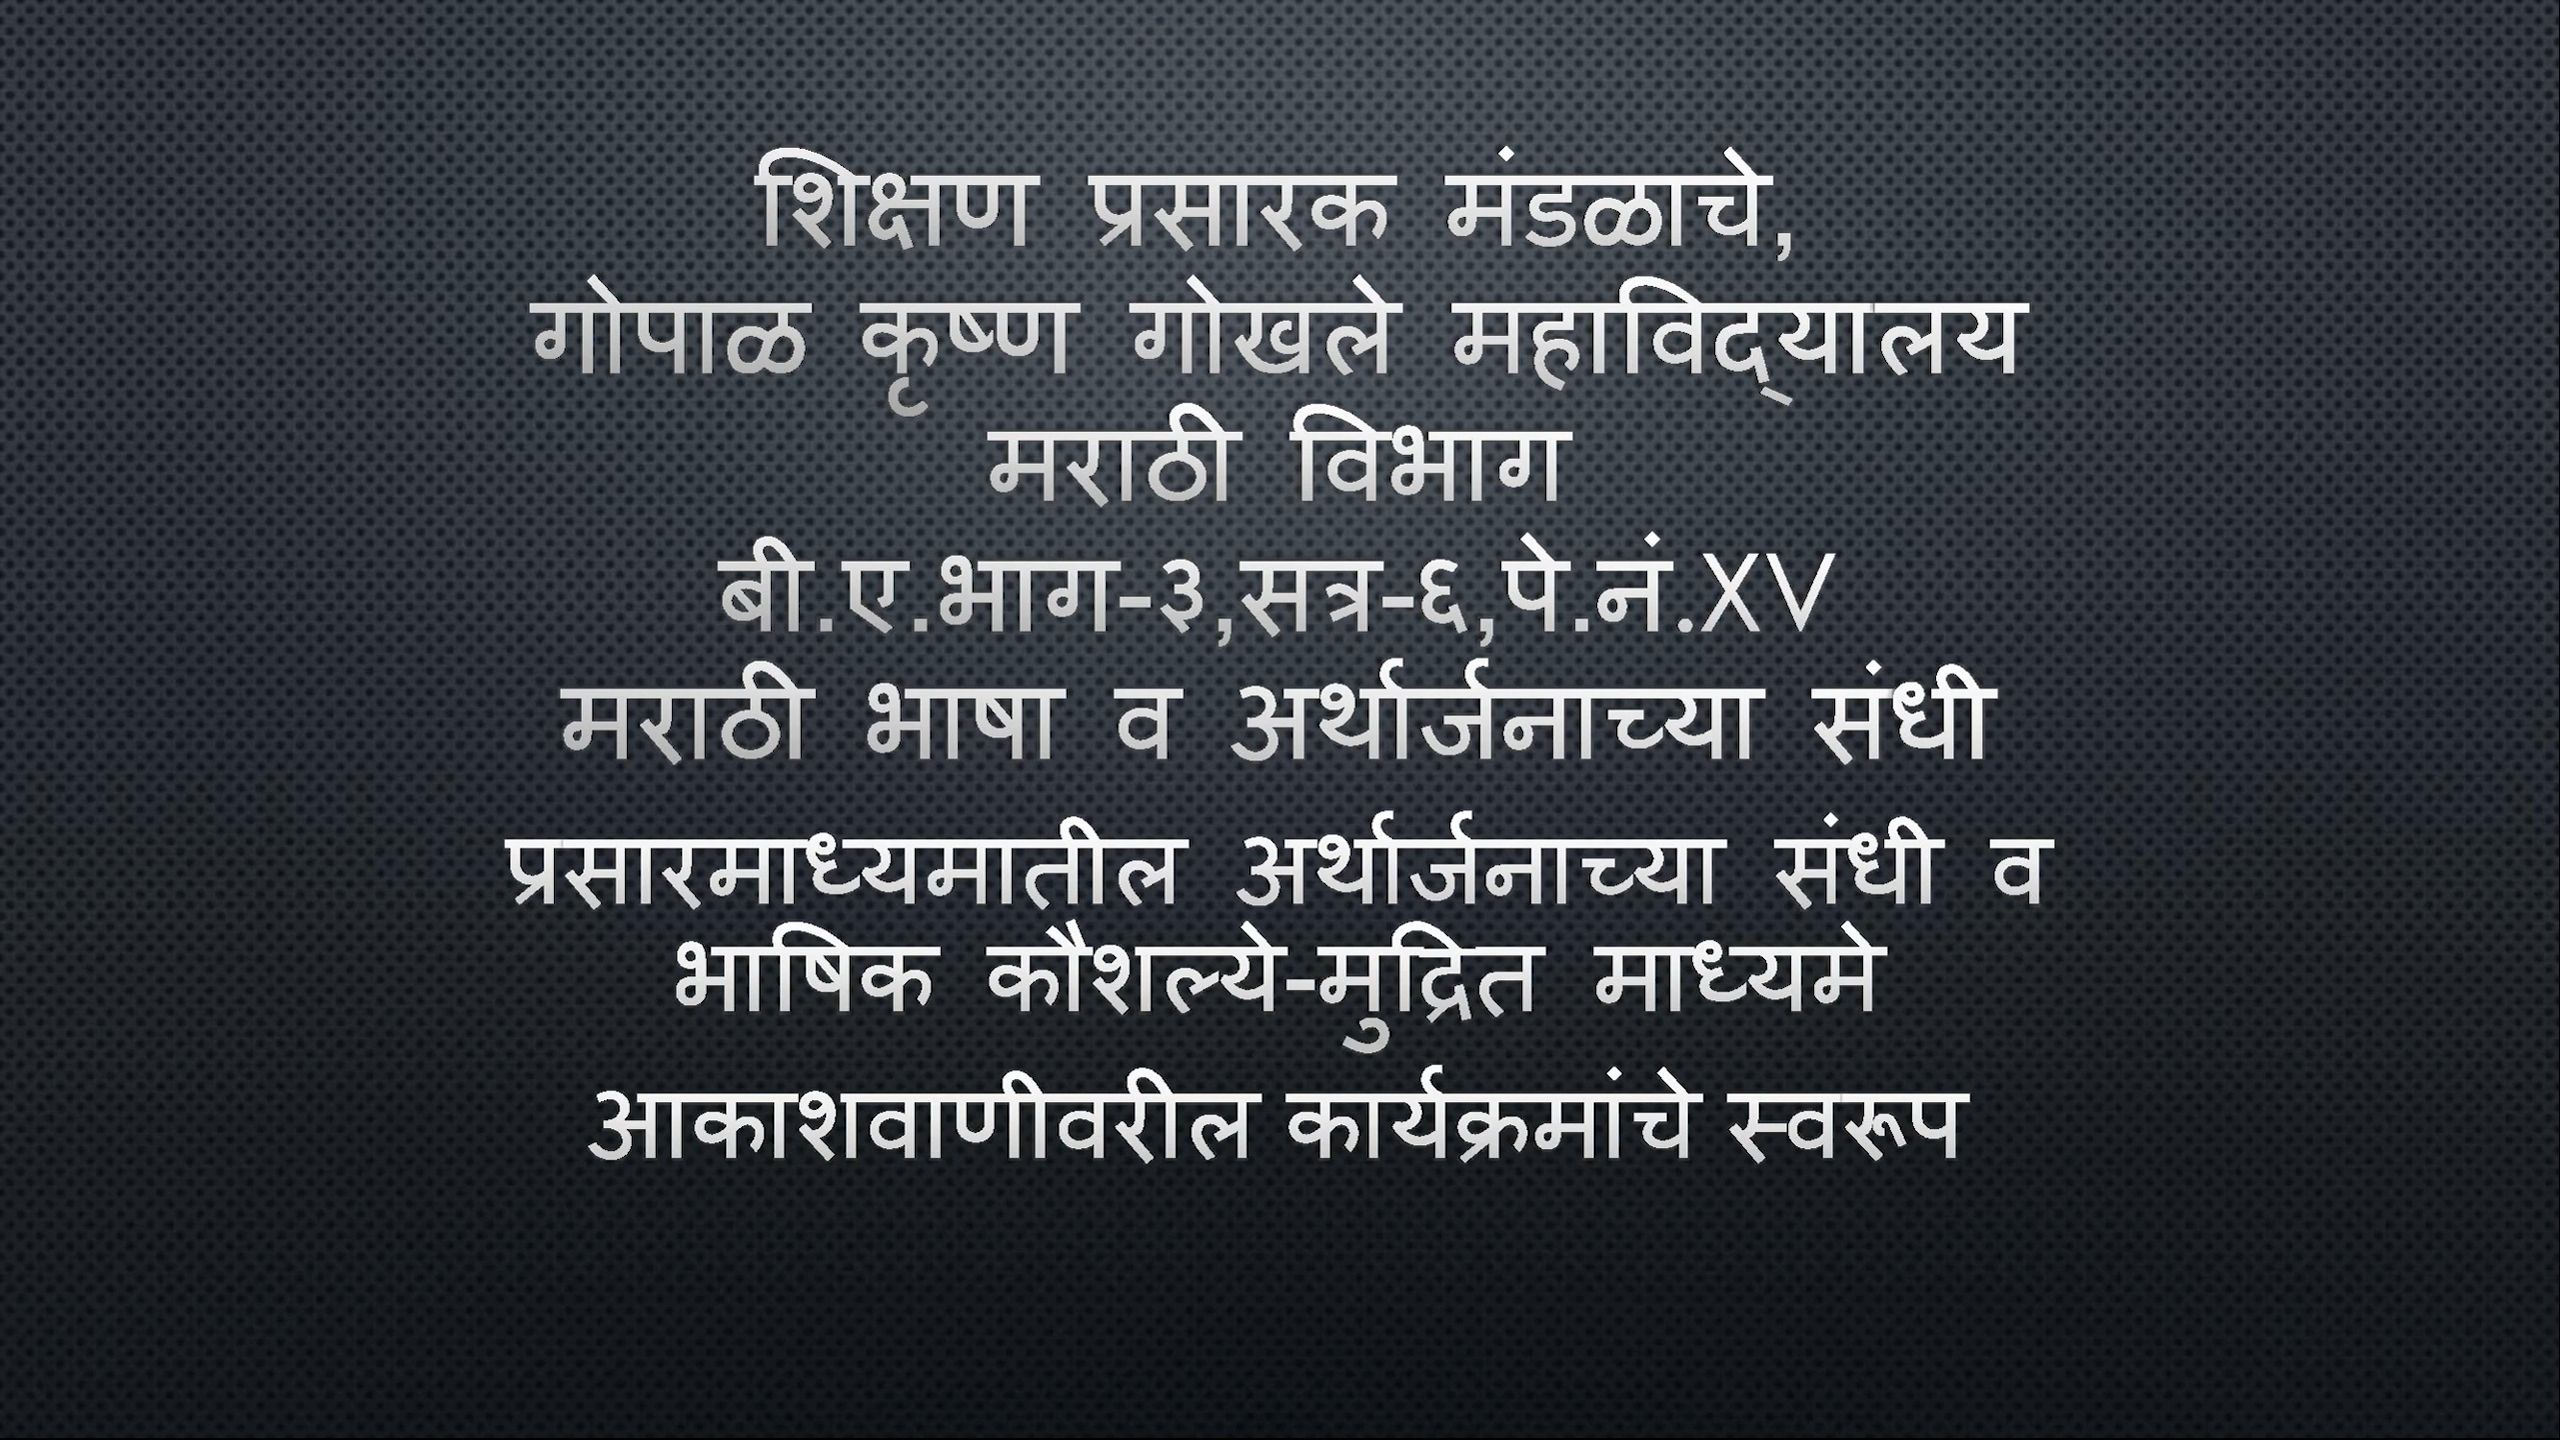 शिक्षण प्रसारक मंडळाचे,
गोपाळ कृष्ण गोखले महाविद्‌यालय
मराठी विभाग
बी.ए.भाग-३,सत्र-६,पे.नं.XV
मराठी भाषा व अर्थार्जनाच्या संधी
प्रसारमाध्यमातील अर्थार्जनाच्या संधी व
भाषिक कौशल्ये-मुद्रित माध्यमे
आकाशवाणीवरील कार्यक्रमांचे स्वरूप